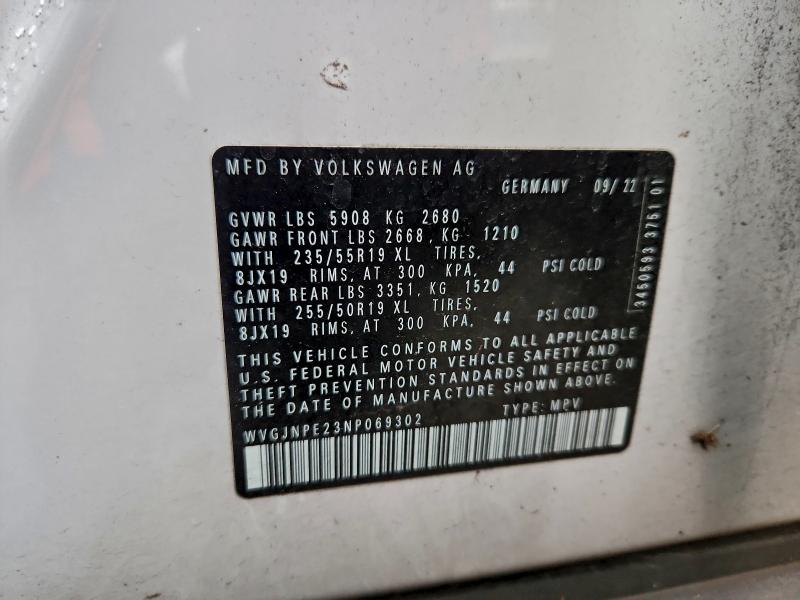 MFD BY VOLKSWAGEN AG
GERMANY 09/ 22
GVWR LBS 5908 KG 2680
GAWR FRONT LBS 2668, KG 1210
WITH 235/55R19 XL TIRES,
8JX19 RIMS, AT 300 KPA, 44 PSI COLD
GAWR REAR LBS 3351, KG 1520
WITH 255/50R19 XL TIRES,
8JX19 RIMS, AT 300 KPA, 44 PSI COLD
THIS VEHICLE CONFORMS TO ALL APPLICABLE
U.S. FEDERAL MOTOR VEHICLE SAFETY AND
THEFT PREVENTION STANDARDS IN EFFECT ON
THE DATE OF MANUFACTURE SHOWN ABOVE.
WVGJNPE23NP069302 TYPE: MPV
3450593 3751 01